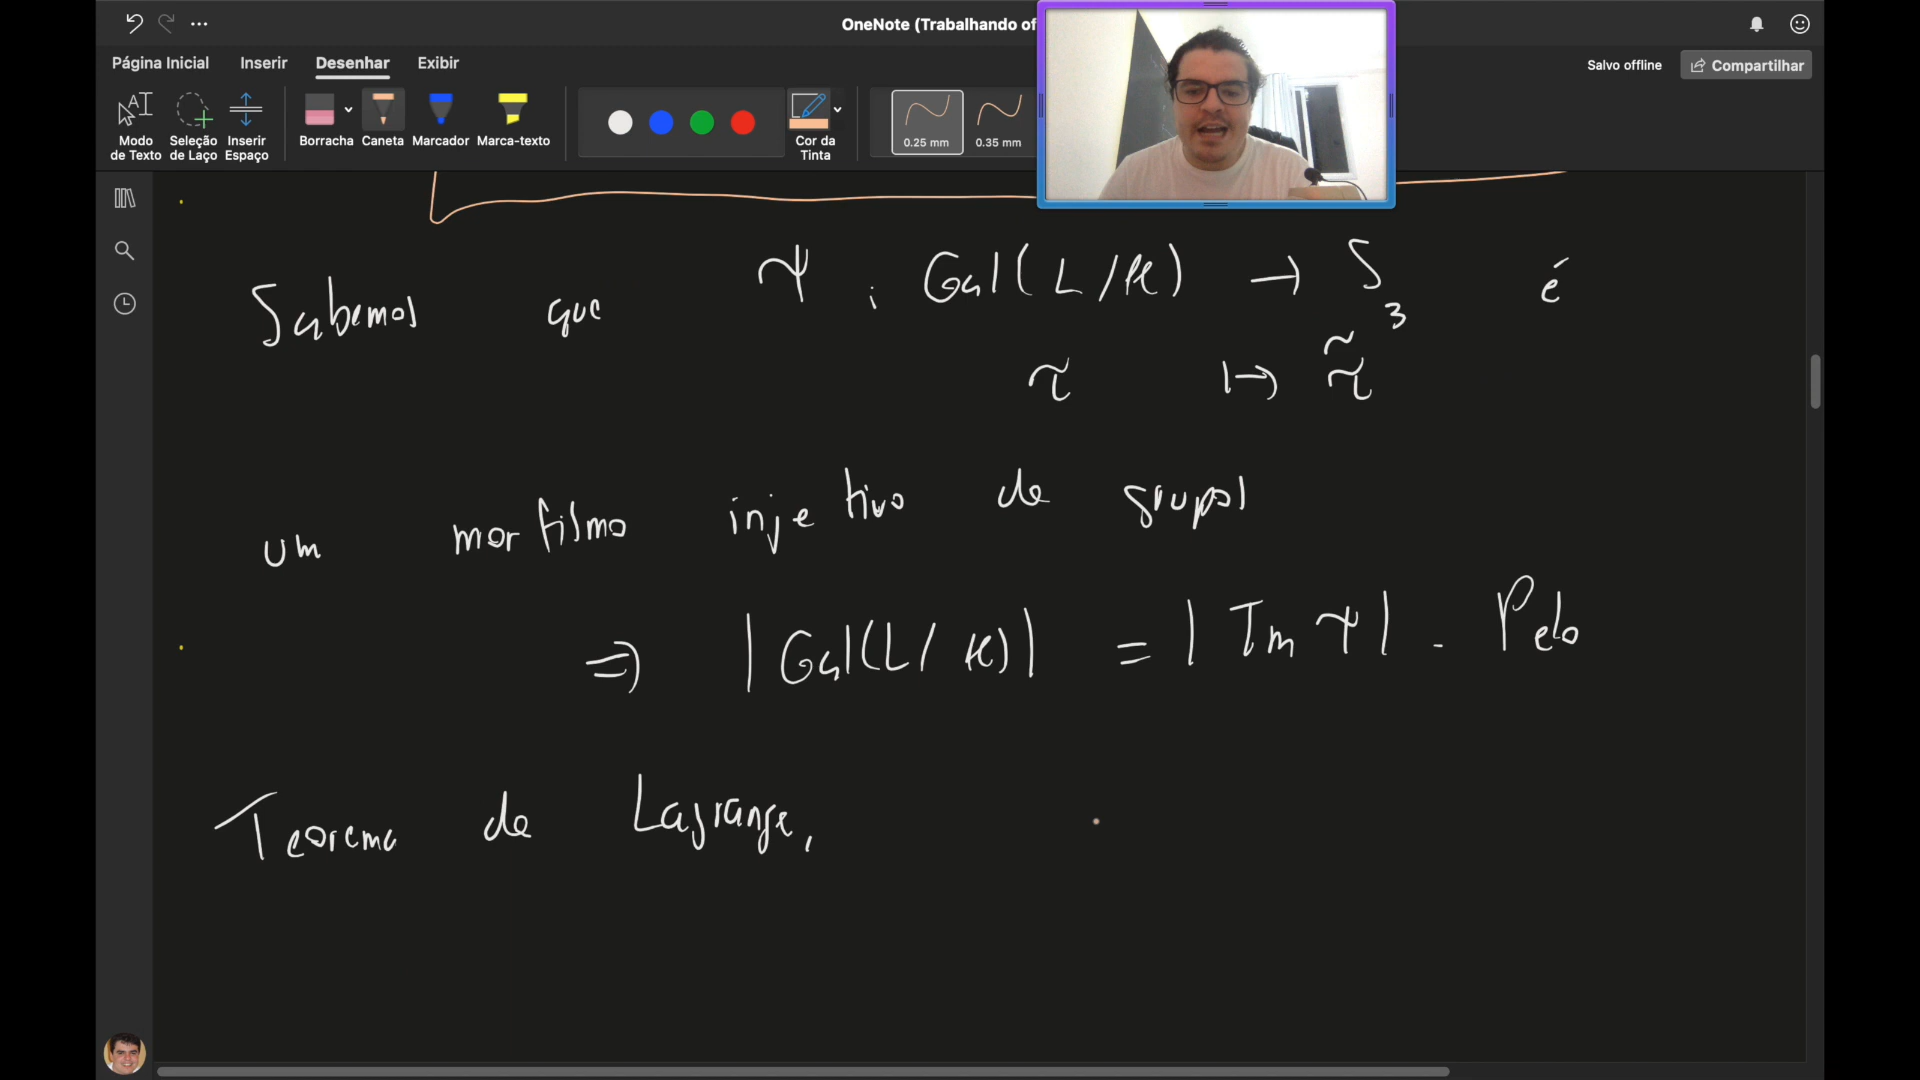 OneNote (Trabalhando of
Página Inicial Inserir Desenhar Exibir
Salvo offline Compartilhar
Modo de Texto
Seleção de Laço
Inserir Espaço
Borracha Caneta Marcador Marca-texto
Cor da Tinta
0.25 mm 0.35 mm
Sabemos que ψ : Gal(L/K) → S₃ é
τ ↦ τ̃
um morfismo injetivo de grupos
⇒ |Gal(L/K)| = |Im ψ|. Pelo
Teorema de Lagrange,